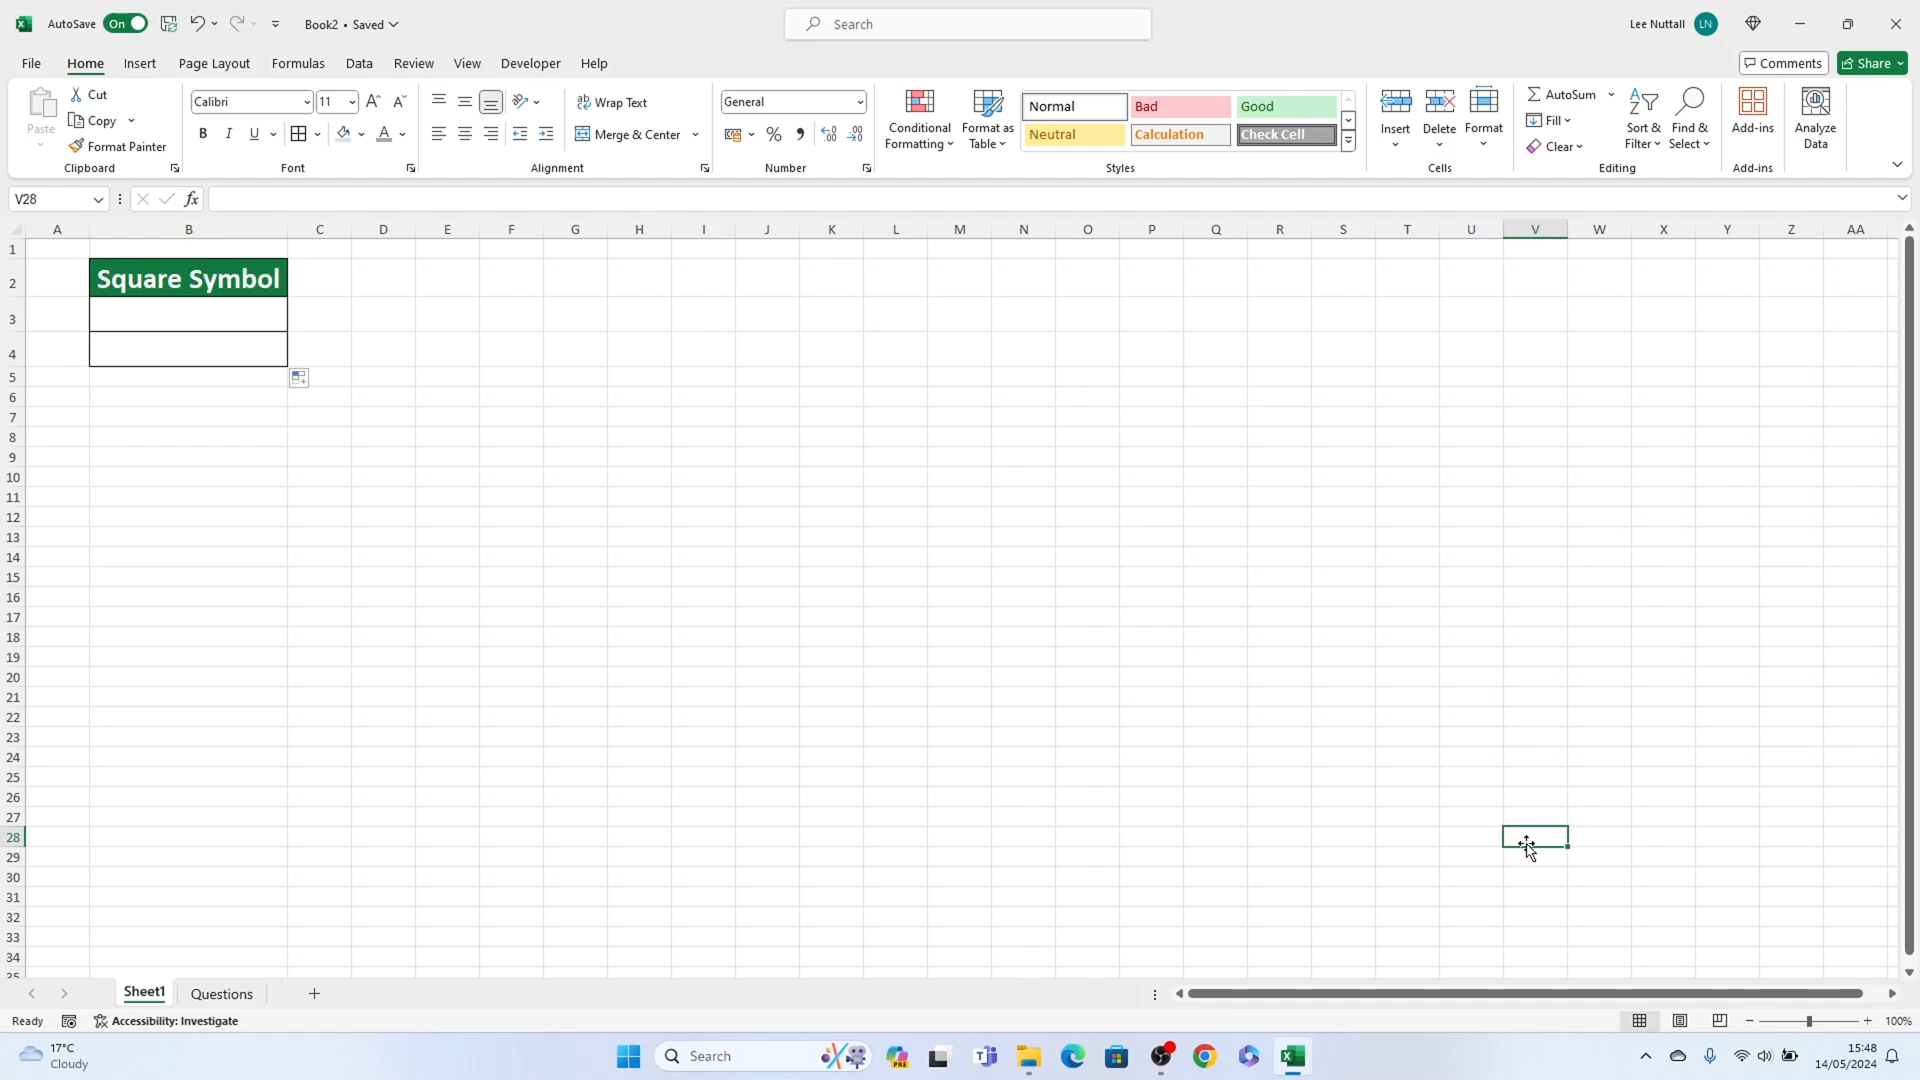 AutoSave On Book2 • Saved Search Lee Nuttall LN
File Home Insert Page Layout Formulas Data Review View Developer Help Comments Share
Paste Cut Copy Format Painter Clipboard
Calibri 11 B I U A Font
ab Wrap Text Merge & Center Alignment
General % , Number
Conditional Formatting Format as Table Normal Bad Good Neutral Calculation Check Cell Styles
Insert Delete Format Cells
AutoSum Fill Clear Sort & Filter Find & Select Editing
Add-ins Add-ins
Analyze Data
V28 fx
A B C D E F G H I J K L M N O P Q R S T U V W X Y Z AA
1
2 Square Symbol
3
4
5
6
7
8
9
10
11
12
13
14
15
16
17
18
19
20
21
22
23
24
25
26
27
28
29
30
31
32
33
34
35
Sheet1 Questions
Ready Accessibility: Investigate 100%
17°C
Cloudy
Search PRE
15:48
14/05/2024